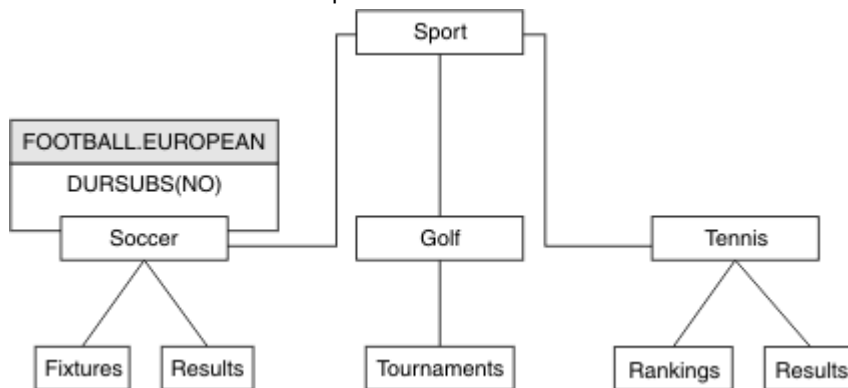 Sport
FOOTBALL.EUROPEAN
DURSUBS(NO)
Soccer
Golf
Tennis
Fixtures
Results
Tournaments
Rankings
Results